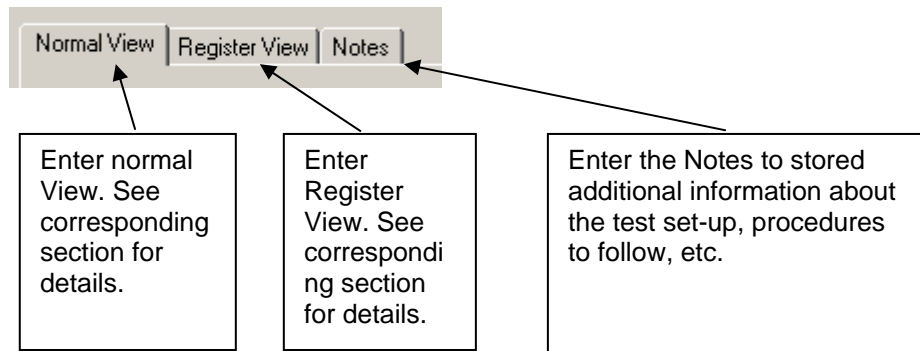 Normal View Register View Notes
Enter normal
View. See
corresponding
section for
details.
Enter
Register
View. See
correspondi
ng section
for details.
Enter the Notes to stored
additional information about
the test set-up, procedures
to follow, etc.